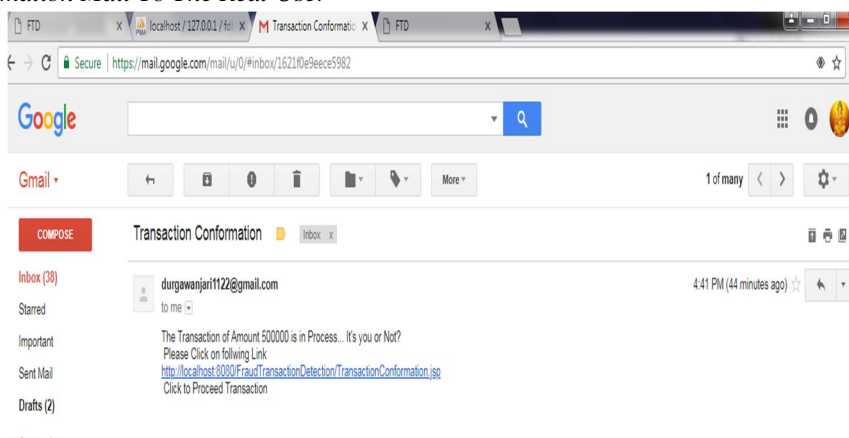 FTD x localhost / 127.0.0.1 / fd x Transaction Conformatio x FTD x
Secure | https://mail.google.com/mail/u/0/#inbox/1621f0e9eece5982
Google
Gmail More 1 of many
COMPOSE
Transaction Conformation Inbox x
Inbox (38)
durgawanjari1122@gmail.com 4:41 PM (44 minutes ago)
to me
Starred
The Transaction of Amount 500000 is in Process... It's you or Not?
Important
Please Click on follwing Link
Sent Mail
http://localhost:8080/FraudTransactionDetection/TransactionConformation.jsp
Click to Proceed Transaction
Drafts (2)